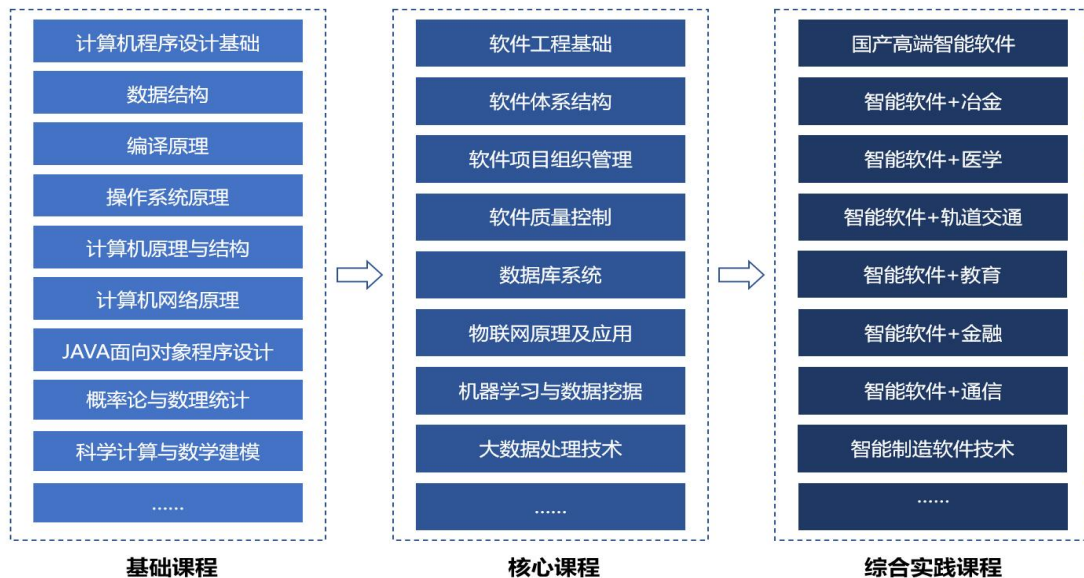 计算机程序设计基础
数据结构
编译原理
操作系统原理
计算机原理与结构
计算机网络原理
JAVA面向对象程序设计
概率论与数理统计
科学计算与数学建模
......
基础课程
软件工程基础
软件体系结构
软件项目组织管理
软件质量控制
数据库系统
物联网原理及应用
机器学习与数据挖掘
大数据处理技术
......
核心课程
国产高端智能软件
智能软件+冶金
智能软件+医学
智能软件+轨道交通
智能软件+教育
智能软件+金融
智能软件+通信
智能制造软件技术
......
综合实践课程